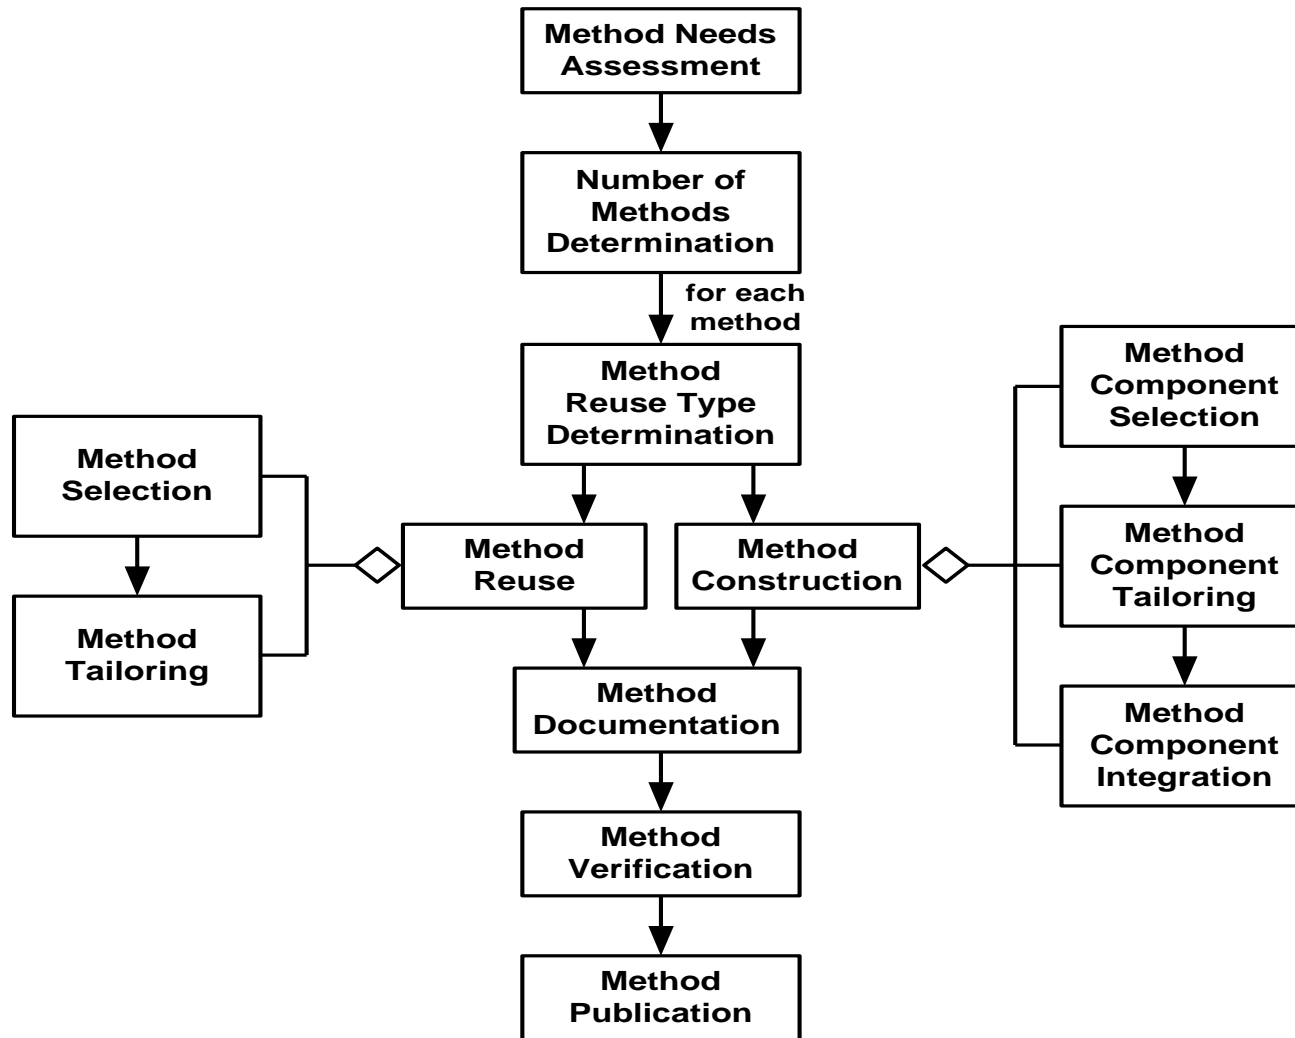 Method Needs
Assessment
Number of
Methods
Determination
for each
method
Method
Reuse Type
Determination
Method
Component
Selection
Method
Selection
Method
Reuse
Method
Construction
Method
Component
Tailoring
Method
Tailoring
Method
Documentation
Method
Component
Integration
Method
Verification
Method
Publication